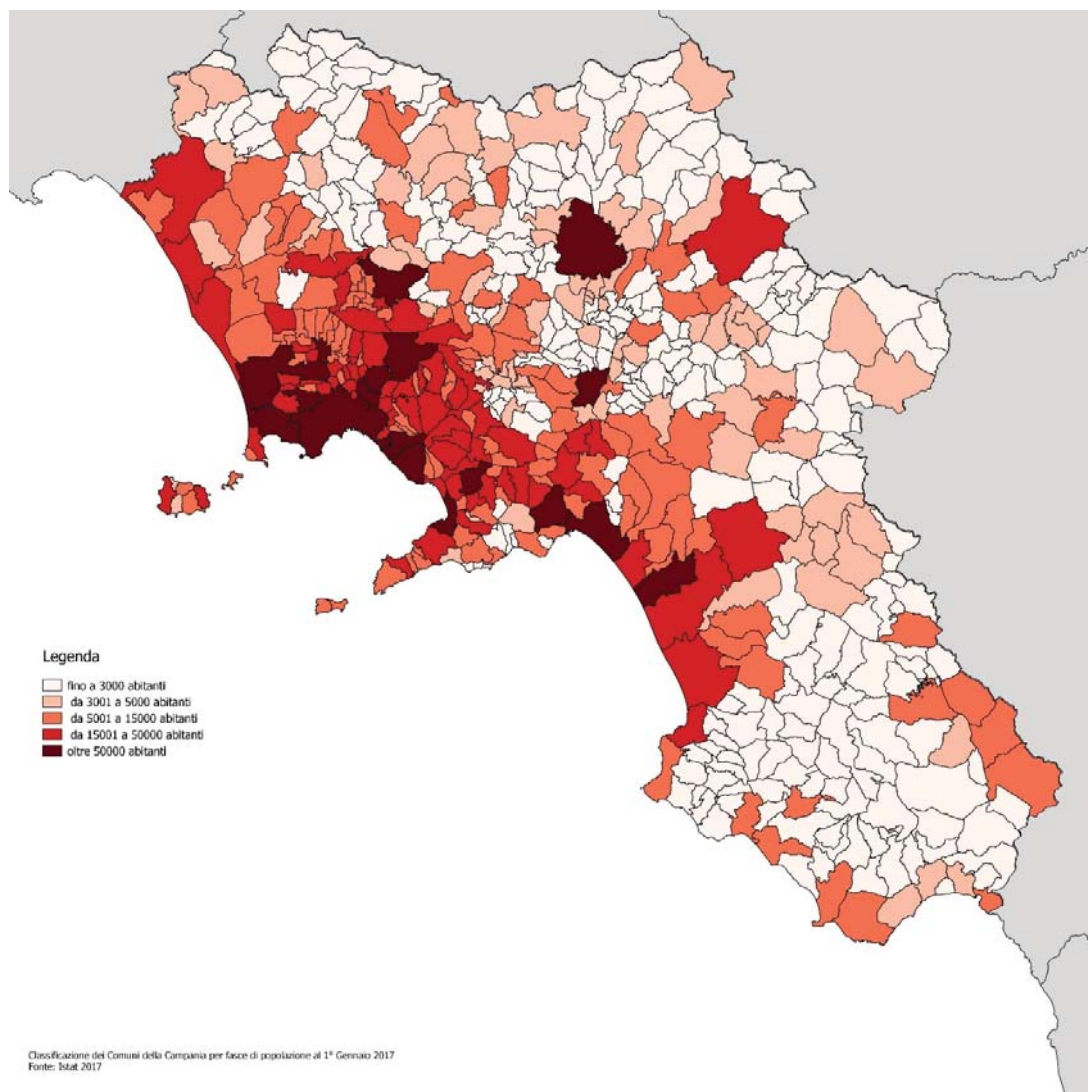 Legenda
fino a 3000 abitanti
da 3001 a 5000 abitanti
da 5001 a 15000 abitanti
da 15001 a 50000 abitanti
oltre 50000 abitanti
Classificazione dei Comuni della Campania per fasce di popolazione al 1° Gennaio 2017
Fonte: Istat 2017